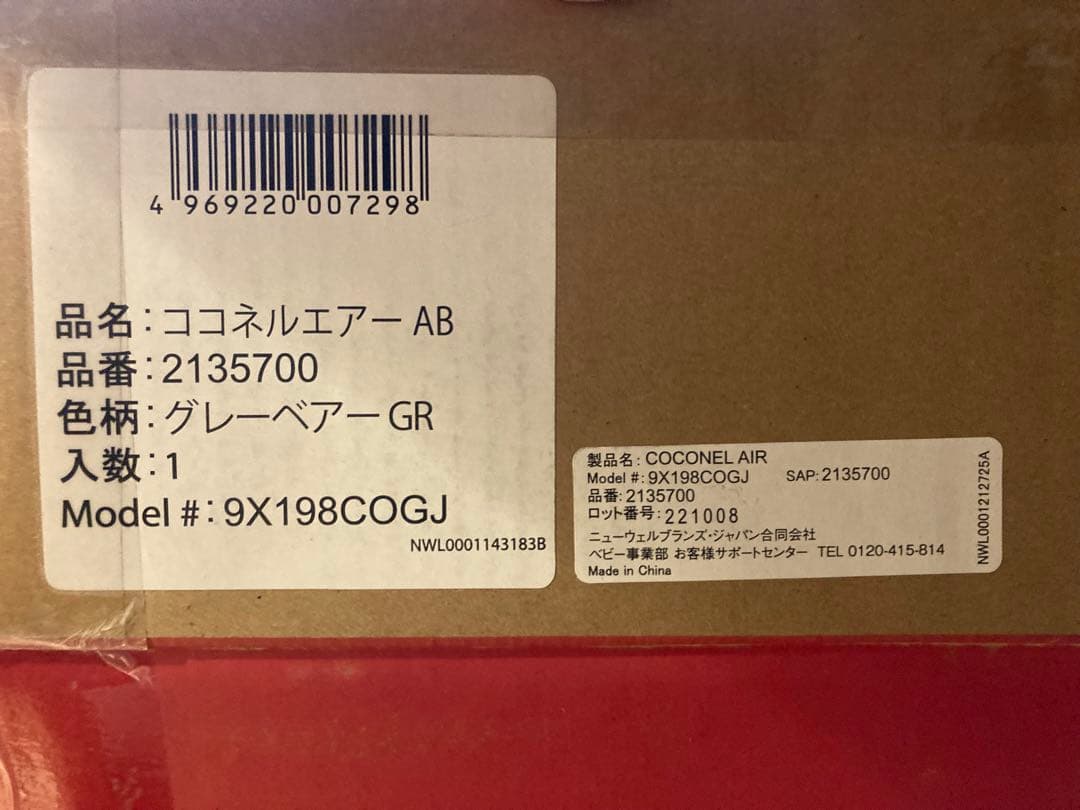 4 969220 007298
品名:ココネルエアー AB
品番:2135700
色柄:グレーベアー GR
入数:1
Model #:9X198COGJ
NWL0001143183B
製品名: COCONEL AIR
Model #: 9X198COGJ SAP: 2135700
品番: 2135700
ロット番号: 221008
ニューウェルブランズ・ジャパン合同会社
ベビー事業部 お客様サポートセンター TEL 0120-415-814
Made in China
NWL0001212725A